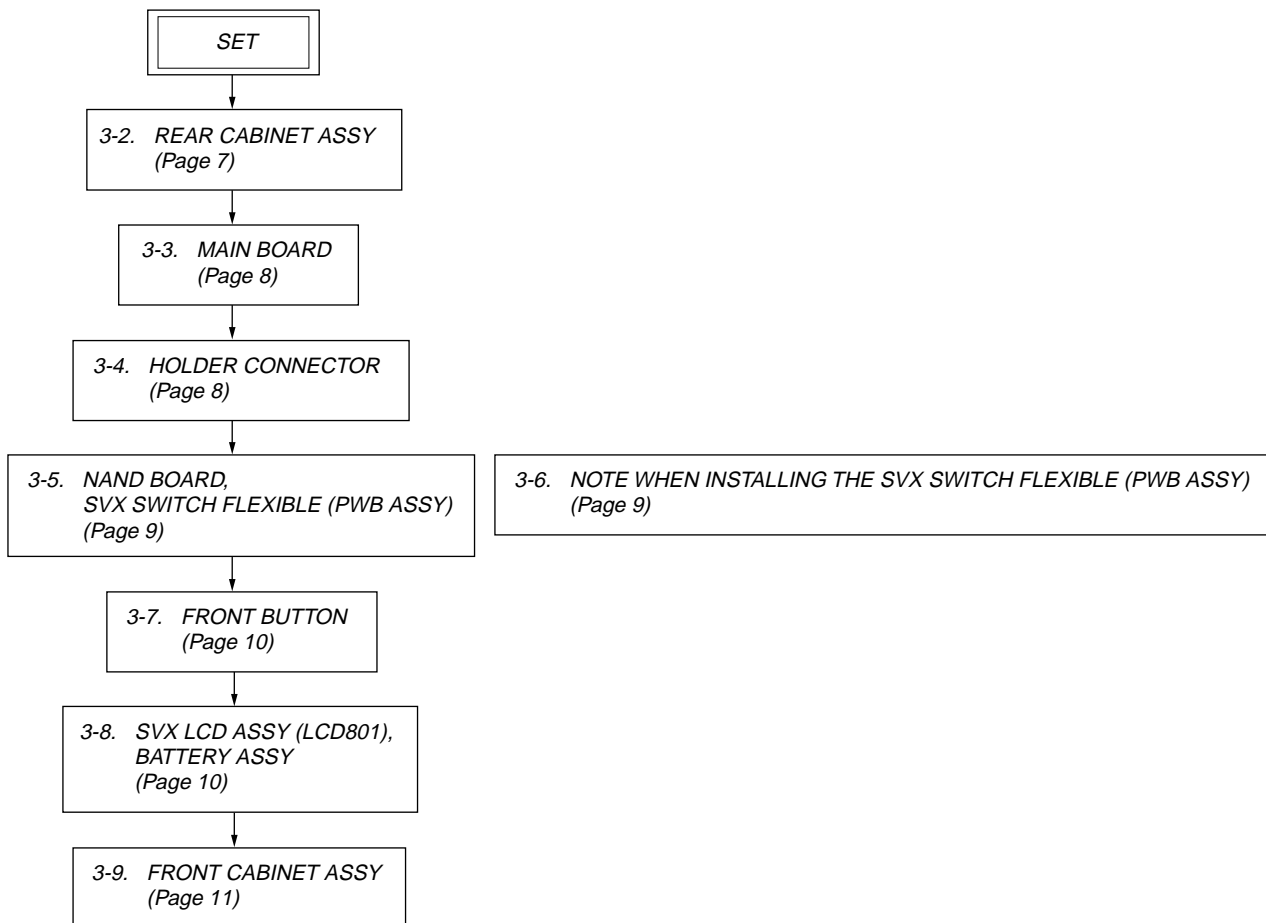 SET
3-2. REAR CABINET ASSY
(Page 7)
3-3. MAIN BOARD
(Page 8)
3-4. HOLDER CONNECTOR
(Page 8)
3-5. NAND BOARD,
SVX SWITCH FLEXIBLE (PWB ASSY)
(Page 9)
3-6. NOTE WHEN INSTALLING THE SVX SWITCH FLEXIBLE (PWB ASSY)
(Page 9)
3-7. FRONT BUTTON
(Page 10)
3-8. SVX LCD ASSY (LCD801),
BATTERY ASSY
(Page 10)
3-9. FRONT CABINET ASSY
(Page 11)